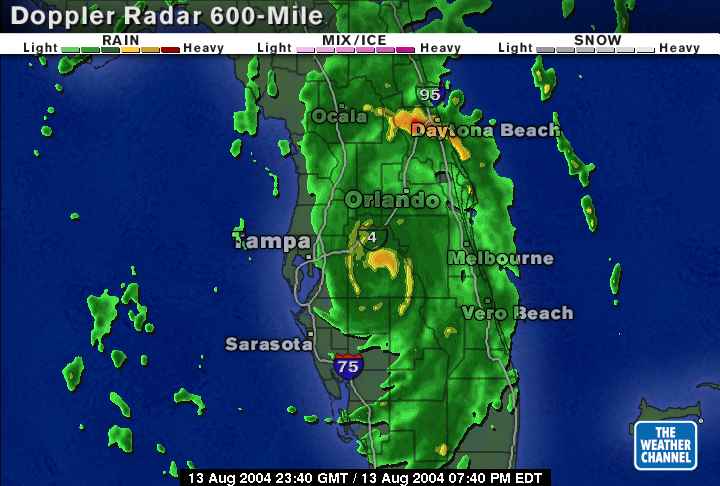 Doppler Radar 600-Mile
RAIN MIX/ICE SNOW
Light Heavy Light Heavy Light Heavy
95
Ocala
Daytona Beach
Orlando
4
Tampa
Melbourne
Vero Beach
Sarasota
75
THE
WEATHER
CHANNEL
13 Aug 2004 23:40 GMT / 13 Aug 2004 07:40 PM EDT